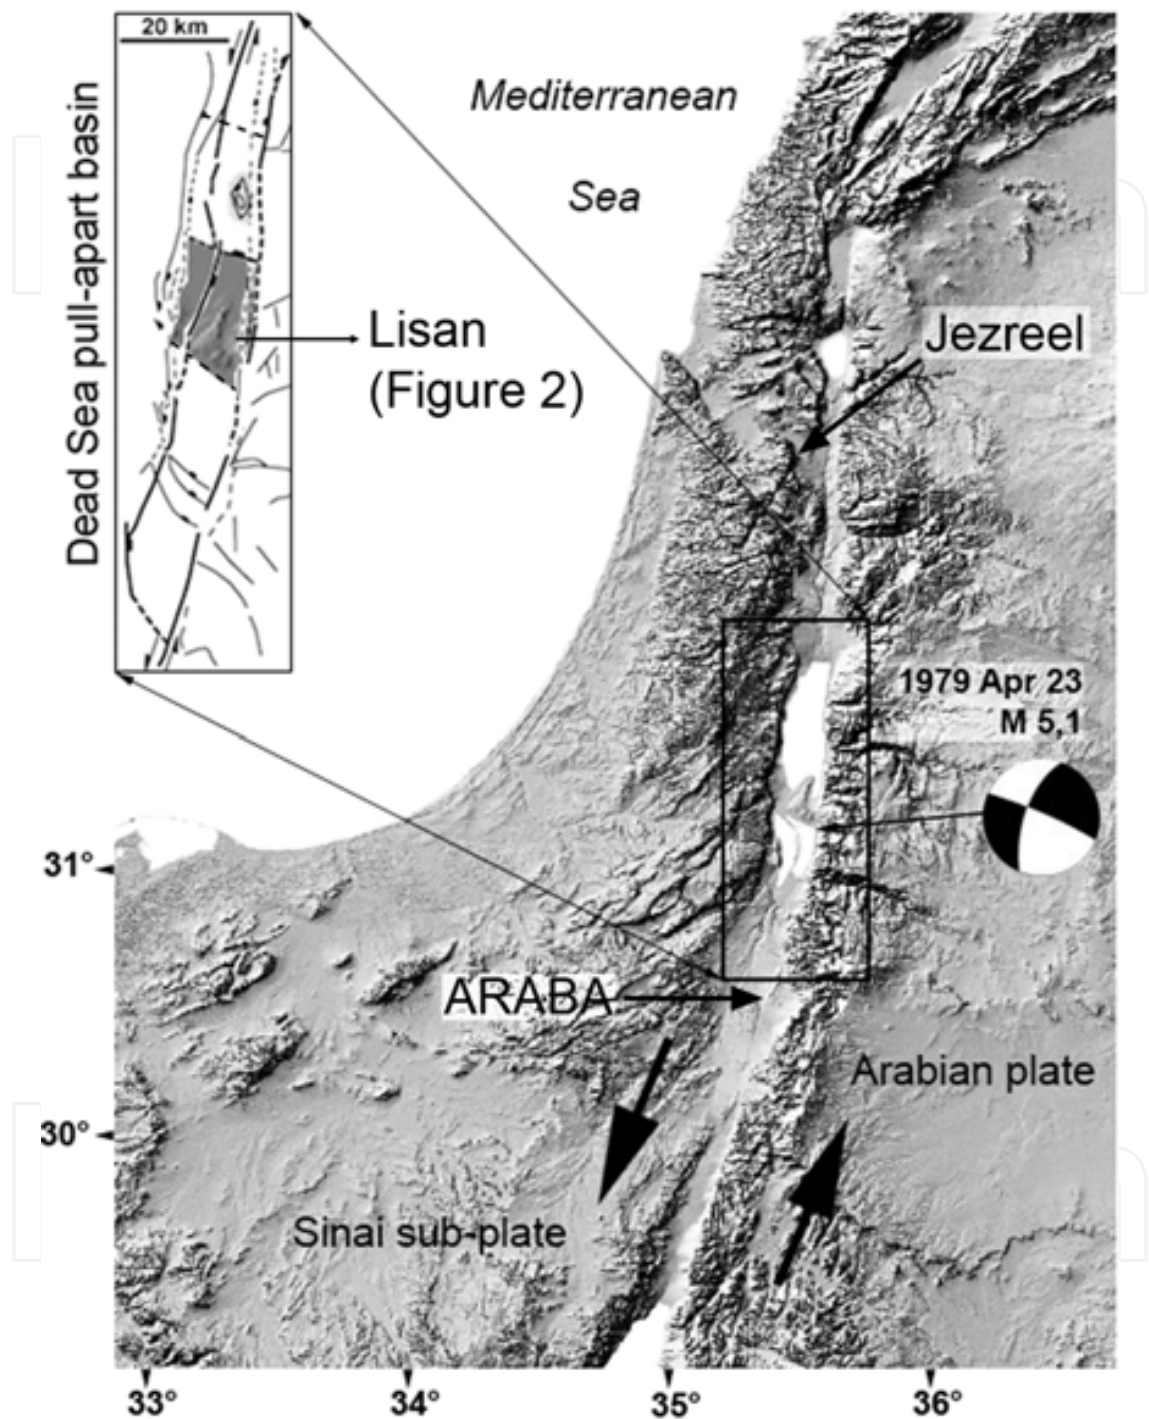 20 km
Dead Sea pull-apart basin
Mediterranean
Sea
Jezreel
Lisan
(Figure 2)
1979 Apr 23
M 5,1
31°
ARABA
Arabian plate
30°
Sinai sub-plate
33°
34°
35°
36°